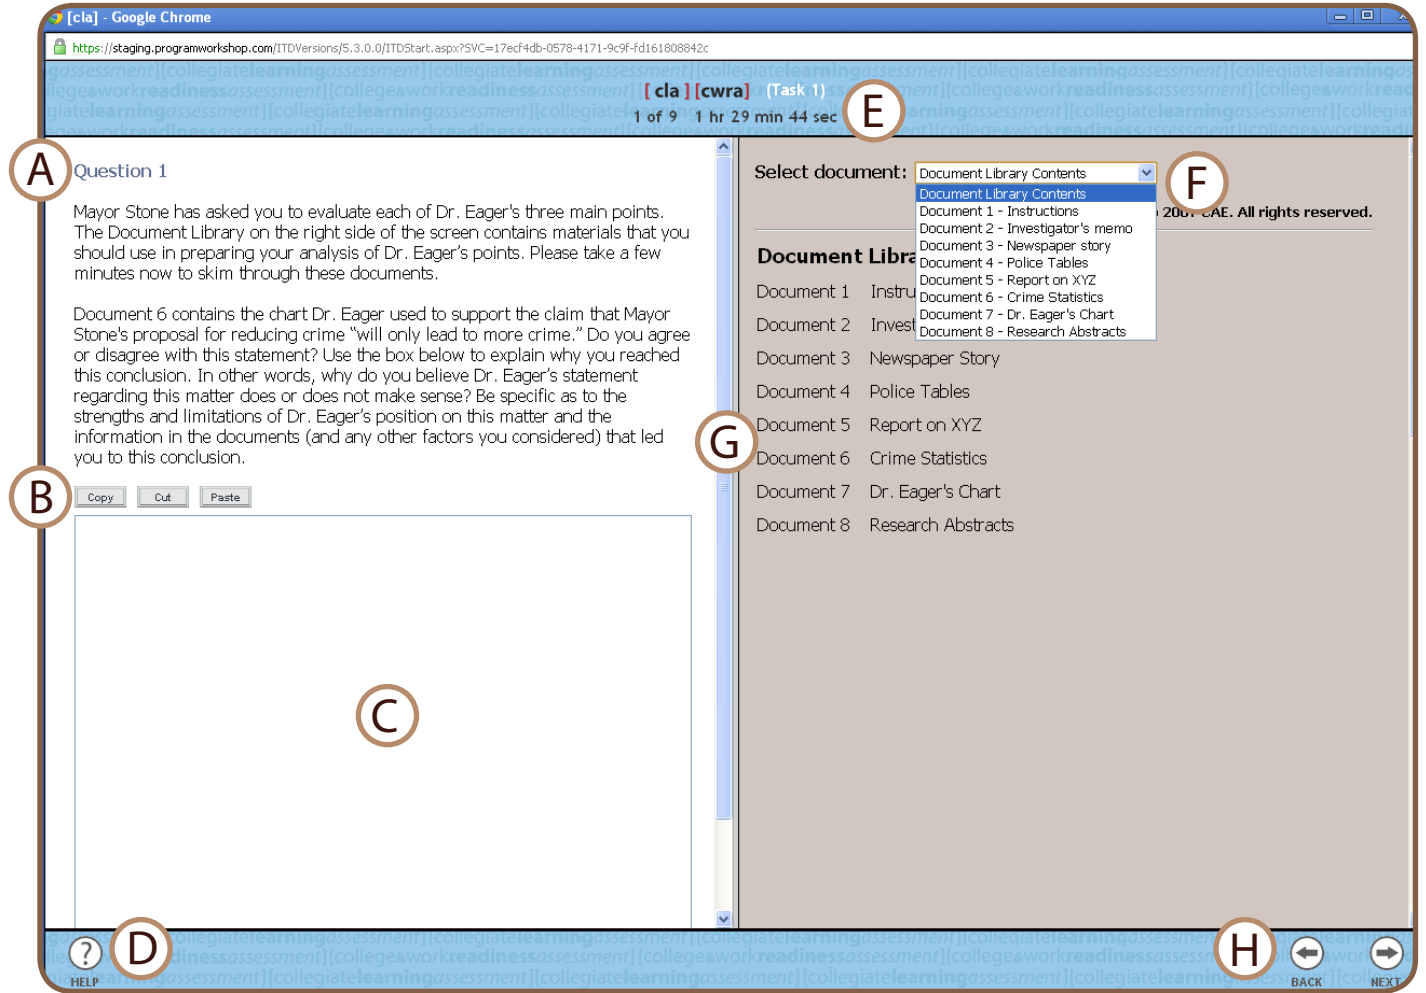 [cla] - Google Chrome
https://staging.programworkshop.com/ITDVersions/5.3.0.0/ITDStart.aspx?SVC=17ecf4db-0578-4171-9c9f-fd161808842c
[ cla ] [cwra] (Task 1)
1 of 9 1 hr 29 min 44 sec
E
A
Question 1
Mayor Stone has asked you to evaluate each of Dr. Eager's three main points.
The Document Library on the right side of the screen contains materials that you
should use in preparing your analysis of Dr. Eager's points. Please take a few
minutes now to skim through these documents.
Document 6 contains the chart Dr. Eager used to support the claim that Mayor
Stone's proposal for reducing crime “will only lead to more crime.” Do you agree
or disagree with this statement? Use the box below to explain why you reached
this conclusion. In other words, why do you believe Dr. Eager’s statement
regarding this matter does or does not make sense? Be specific as to the
strengths and limitations of Dr. Eager’s position on this matter and the
information in the documents (and any other factors you considered) that led
you to this conclusion.
B
Copy Cut Paste
C
Select document: Document Library Contents
F
Document Library Contents
Document 1 - Instructions
Document 2 - Investigator's memo
Document 3 - Newspaper story
Document 4 - Police Tables
Document 5 - Report on XYZ
Document 6 - Crime Statistics
Document 7 - Dr. Eager's Chart
Document 8 - Research Abstracts
AE. All rights reserved.
Document Libra
Document 1 Instru
Document 2 Invest
Document 3 Newspaper Story
Document 4 Police Tables
Document 5 Report on XYZ
Document 6 Crime Statistics
Document 7 Dr. Eager's Chart
Document 8 Research Abstracts
G
?
HELP
D
H
BACK
NEXT